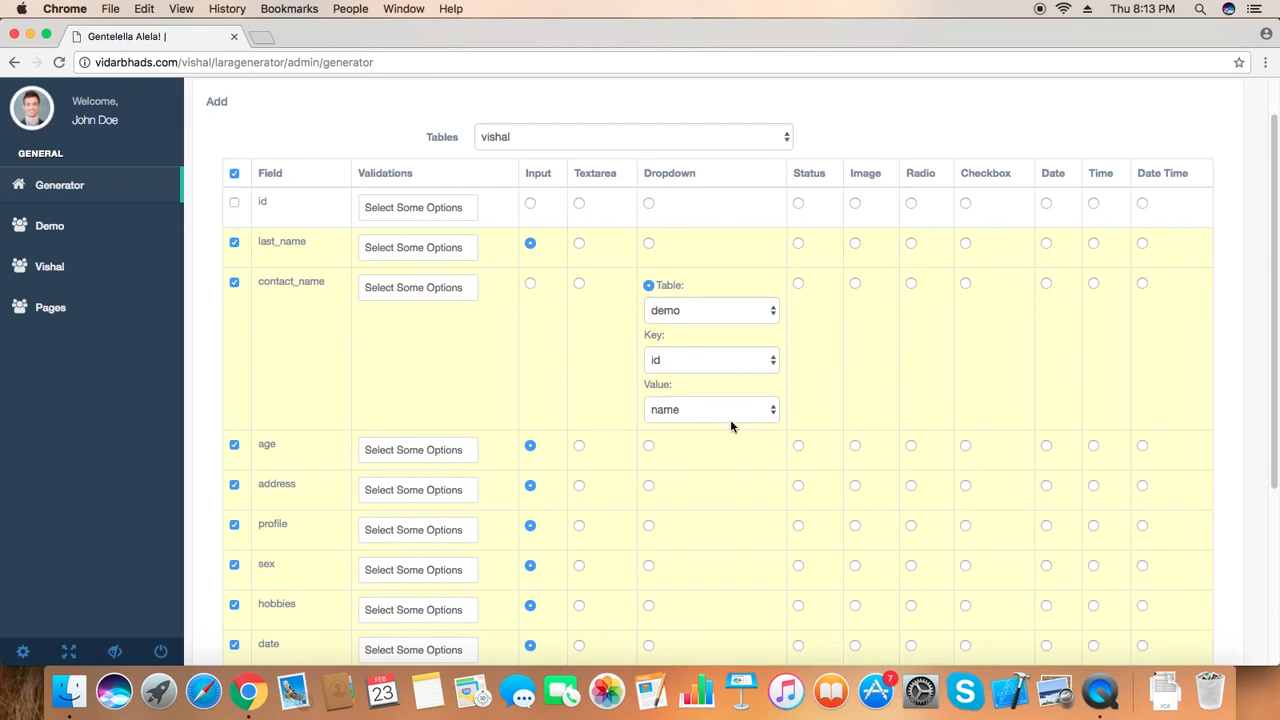 Chrome File Edit View History Bookmarks People Window Help Thu 8:13 PM
Gentelella Alela! |
vidarbhads.com/vishal/laragenerator/admin/generator
Welcome,
John Doe
GENERAL
Generator
Demo
Vishal
Pages
Add
Tables vishal
Field Validations Input Textarea Dropdown Status Image Radio Checkbox Date Time Date Time
id Select Some Options
last_name Select Some Options
contact_name Select Some Options Table:
demo
Key:
id
Value:
name
age Select Some Options
address Select Some Options
profile Select Some Options
sex Select Some Options
hobbies Select Some Options
date Select Some Options
FEB
23
7
PDF